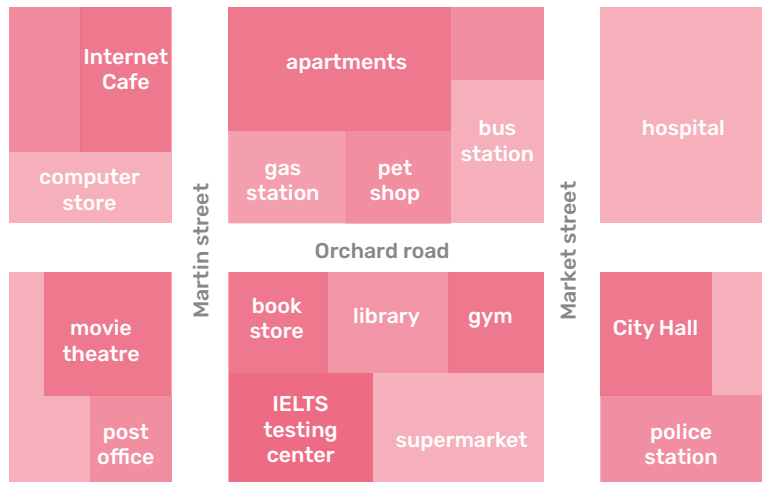 Internet
Cafe
computer
store
apartments
gas
station
pet
shop
bus
station
hospital
Martin street
Orchard road
Market street
movie
theatre
post
office
book
store
library
gym
IELTS
testing
center
supermarket
City Hall
police
station